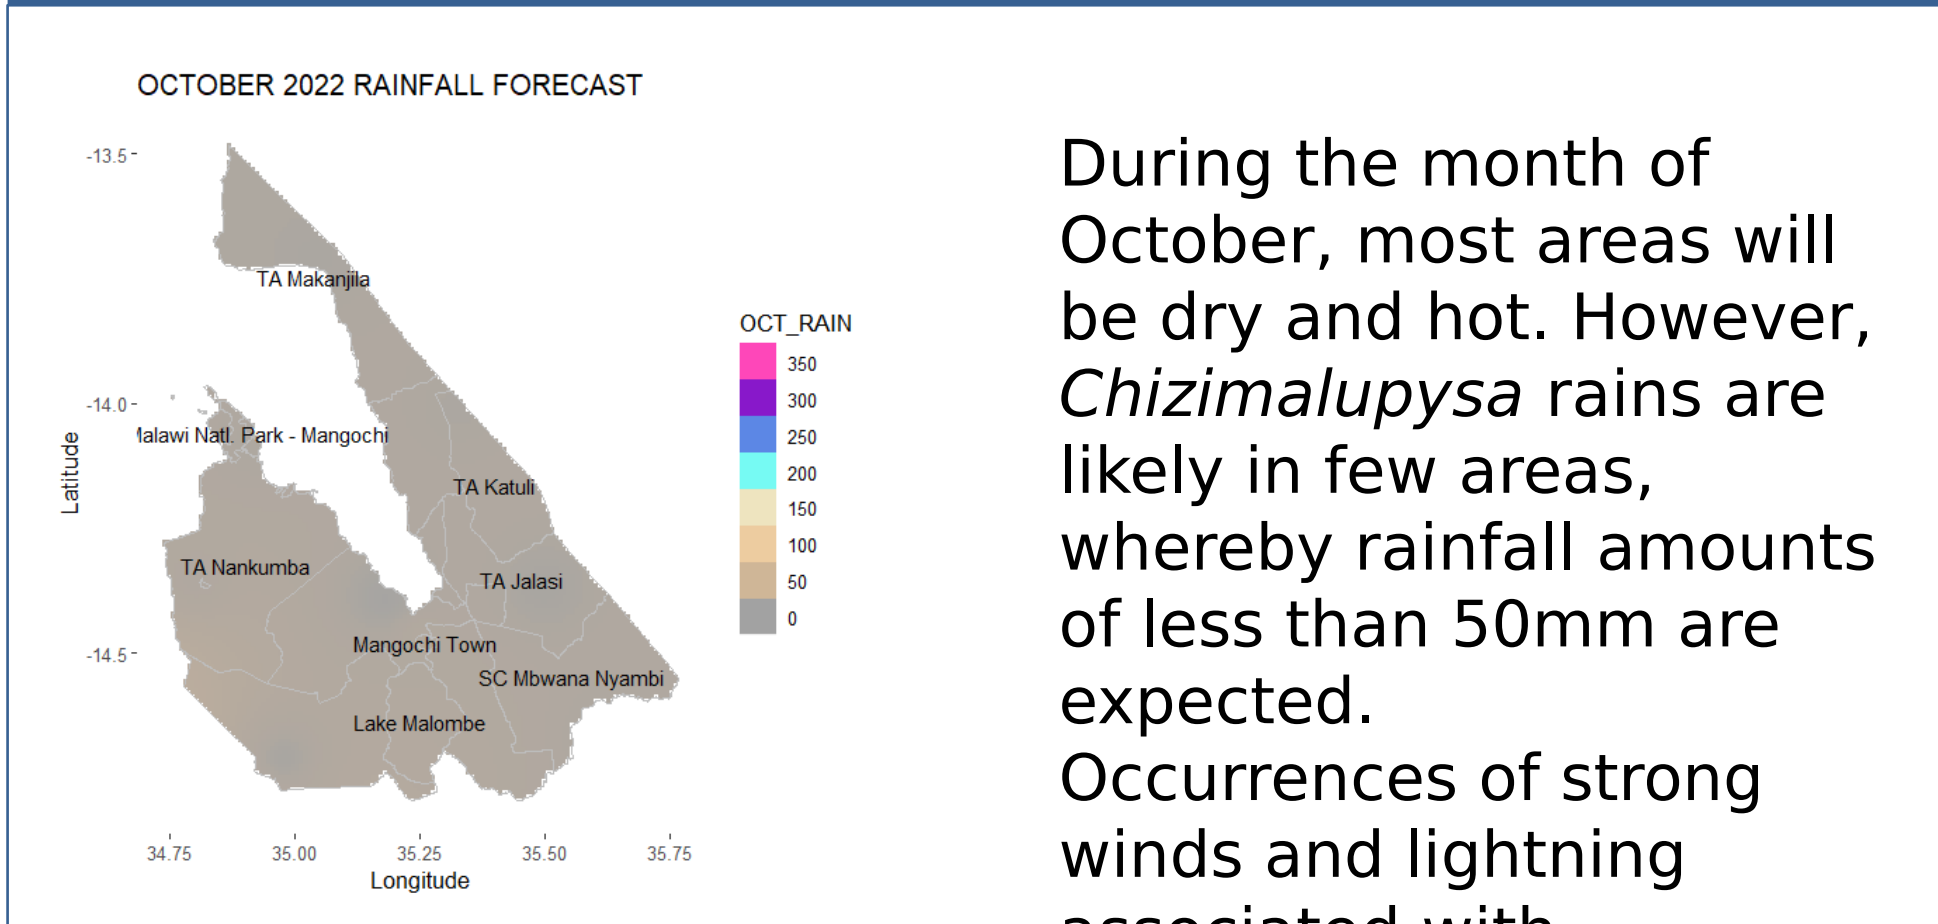 OCTOBER 2022 RAINFALL FORECAST
-13.5
TA Makanjila
OCT_RAIN
350
300
250
200
150
100
50
0
-14.0
Malawi Natl. Park - Mangochi
Latitude
TA Katuli
TA Nankumba
TA Jalasi
Mangochi Town
-14.5
SC Mbwana Nyambi
Lake Malombe
34.75
35.00
35.25
35.50
35.75
Longitude
During the month of
October, most areas will
be dry and hot. However,
Chizimalupysa rains are
likely in few areas,
whereby rainfall amounts
of less than 50mm are
expected.
Occurrences of strong
winds and lightning
associated with